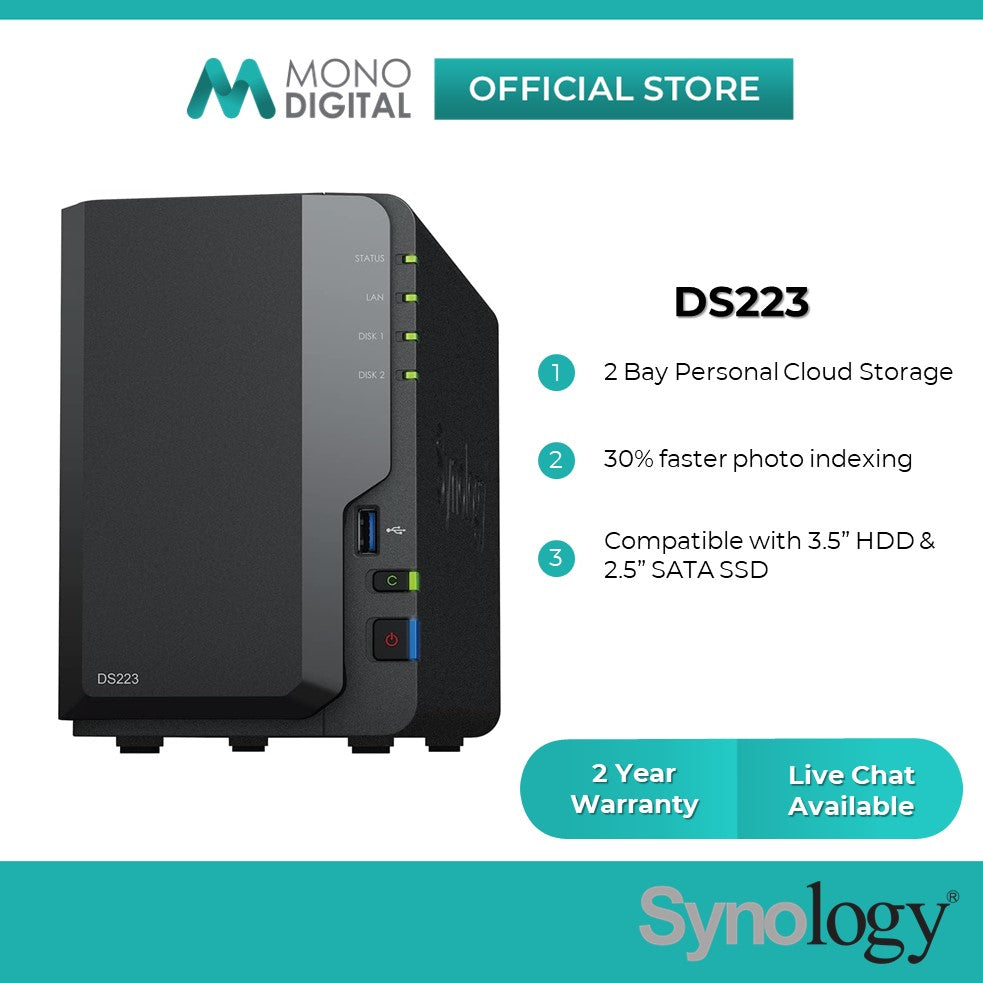 MONO
DIGITAL
OFFICIAL STORE
STATUS
LAN
DISK 1
DISK 2
C
DS223
DS223
1
2 Bay Personal Cloud Storage
2
30% faster photo indexing
3
Compatible with 3.5” HDD &
2.5” SATA SSD
2 Year
Warranty
Live Chat
Available
Synology®